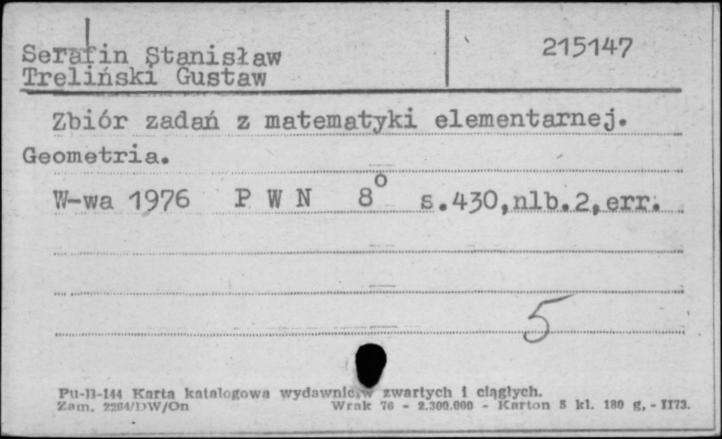 Serafin Stanisław 215147
Treliński Gustaw
Zbiór zadań z matematyki elementarnej.
Geometria.
W-wa 1976 P W N 8° s.430,nlb.2,err.
5
Pu-B-144 Karta katalogowa wydawnictw zwartych i ciągłych.
Zam. 2264/DW/On Wrak 76 - 2.300.000 - Karton 5 kl. 180 g, - II73.